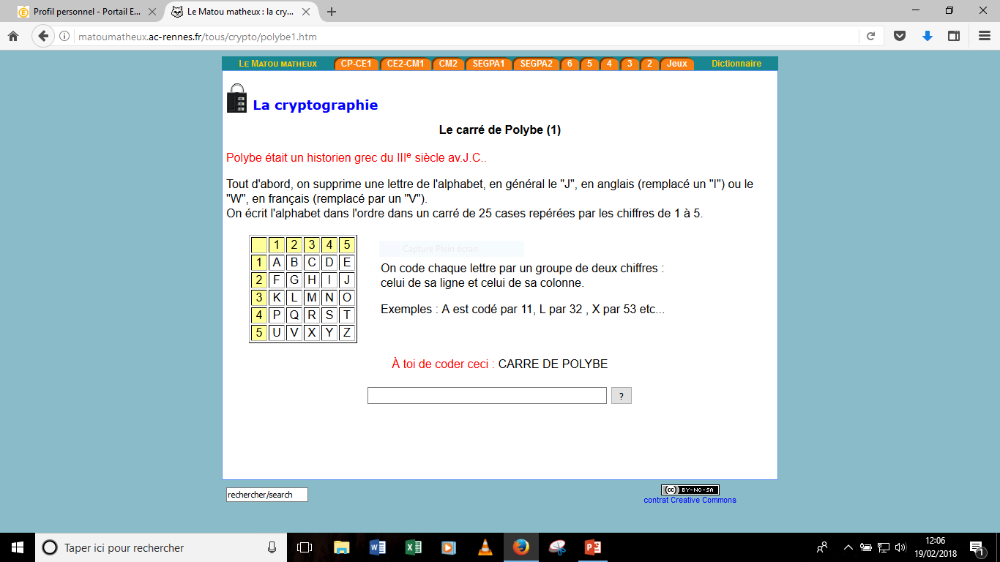 Profil personnel - Portail E...
Le Matou matheux : la cry...
matoumatheux.ac-rennes.fr/tous/crypto/polybe1.htm
LE MATOU MATHEUX CP-CE1 CE2-CM1 CM2 SEGPA1 SEGPA2 6 5 4 3 2 Jeux Dictionnaire
La cryptographie
Le carré de Polybe (1)
Polybe était un historien grec du IIIe siècle av.J.C..
Tout d'abord, on supprime une lettre de l'alphabet, en général le "J", en anglais (remplacé un "I") ou le
"W", en français (remplacé par un "V").
On écrit l'alphabet dans l'ordre dans un carré de 25 cases repérées par les chiffres de 1 à 5.
1 2 3 4 5
1 A B C D E
2 F G H I J
3 K L M N O
4 P Q R S T
5 U V X Y Z
Capture Plein écran
On code chaque lettre par un groupe de deux chiffres :
celui de sa ligne et celui de sa colonne.
Exemples : A est codé par 11, L par 32 , X par 53 etc...
À toi de coder ceci : CARRE DE POLYBE
?
rechercher/search
(cc) BY-NC-SA
contrat Creative Commons
Taper ici pour rechercher
12:06
19/02/2018
1